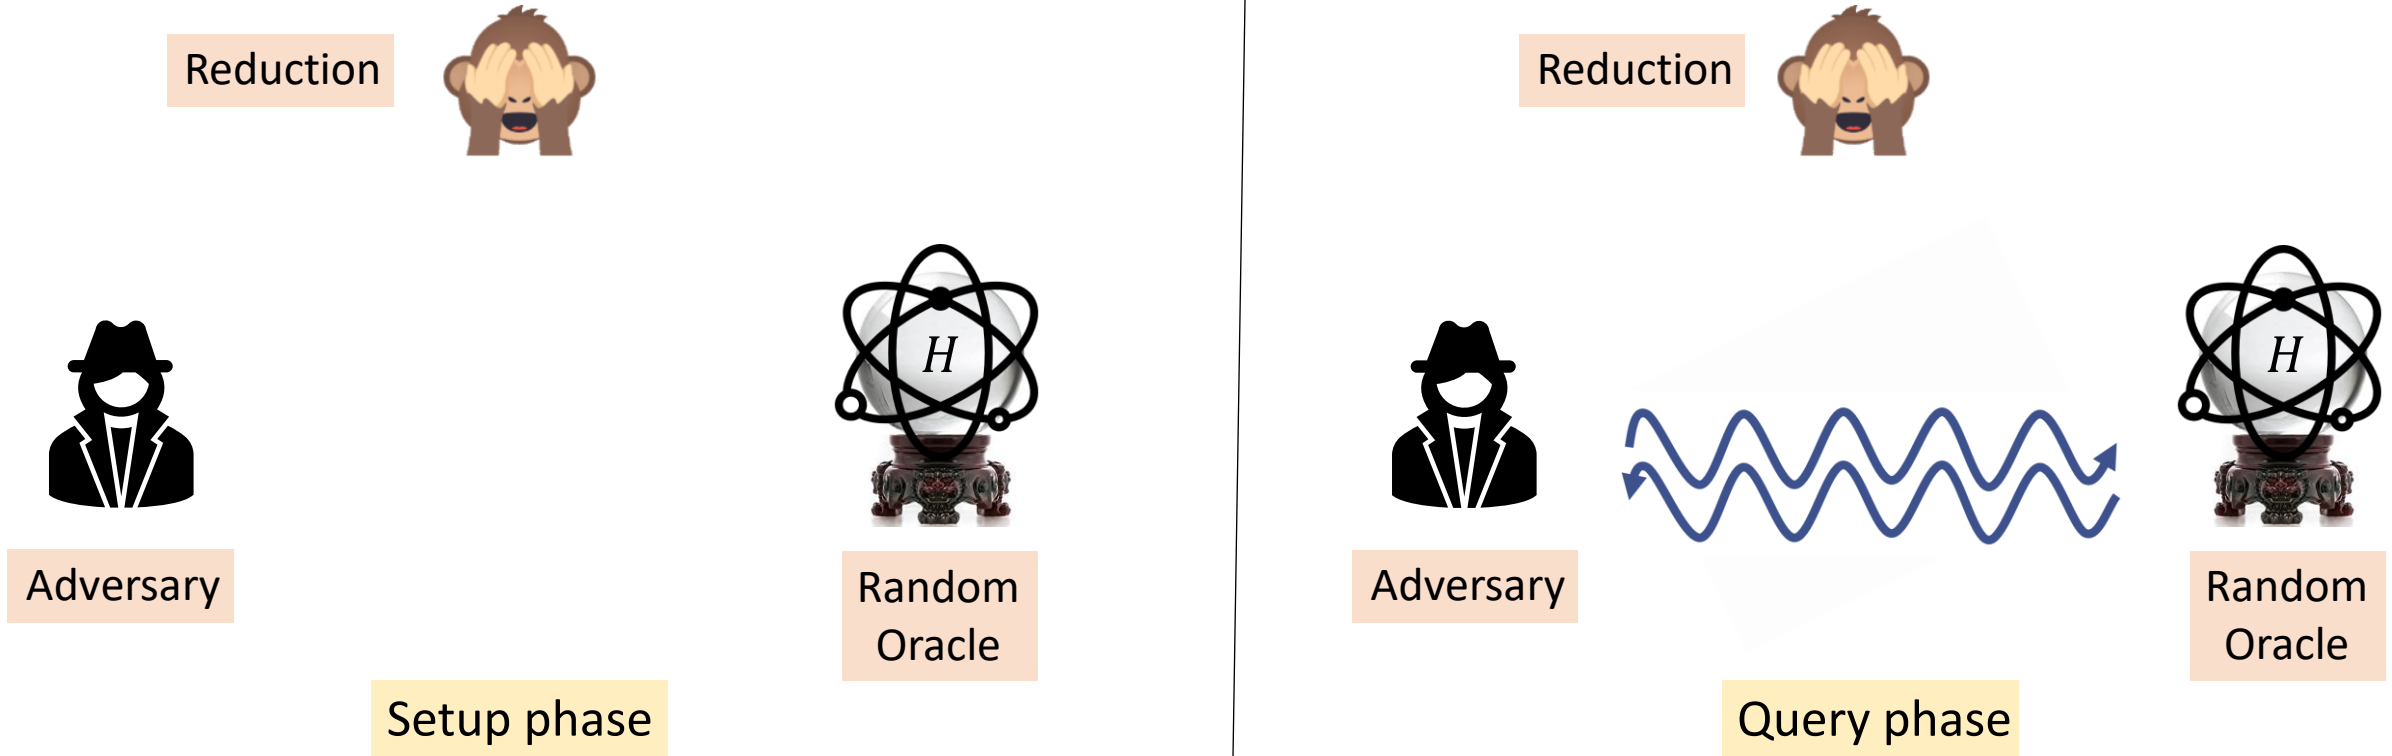 Reduction
H
Adversary
Random
Oracle
Setup phase
Reduction
H
Adversary
Random
Oracle
Query phase